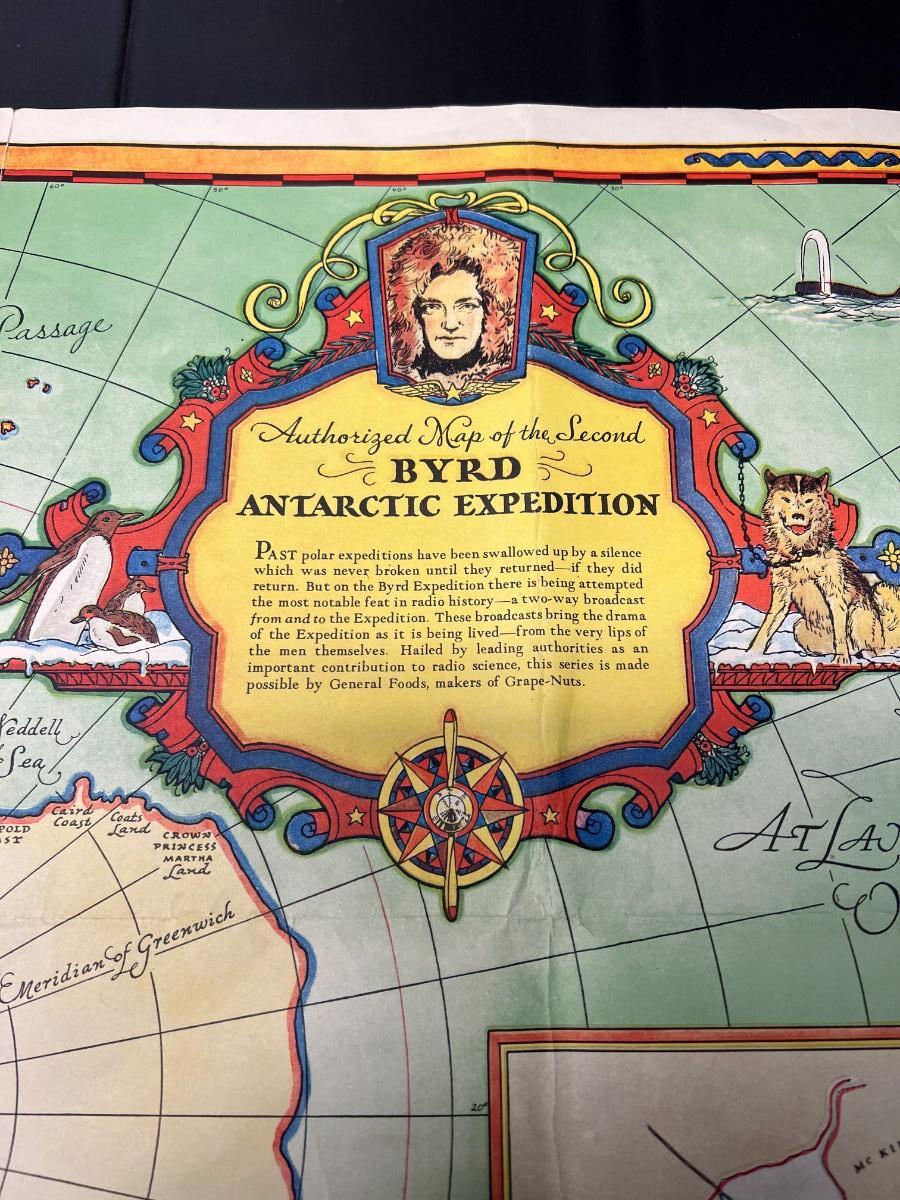 60°
50°
40°
30°
Passage
Authorized Map of the Second
BYRD
ANTARCTIC EXPEDITION
PAST polar expeditions have been swallowed up by a silence
which was never broken until they returned—if they did
return. But on the Byrd Expedition there is being attempted
the most notable feat in radio history—a two-way broadcast
from and to the Expedition. These broadcasts bring the drama
of the Expedition as it is being lived—from the very lips of
the men themselves. Hailed by leading authorities as an
important contribution to radio science, this series is made
possible by General Foods, makers of Grape-Nuts.
Weddell
Sea
Caird
Coast
Coats
Land
CROWN
PRINCESS
MARTHA
Land
Meridian of Greenwich
20°